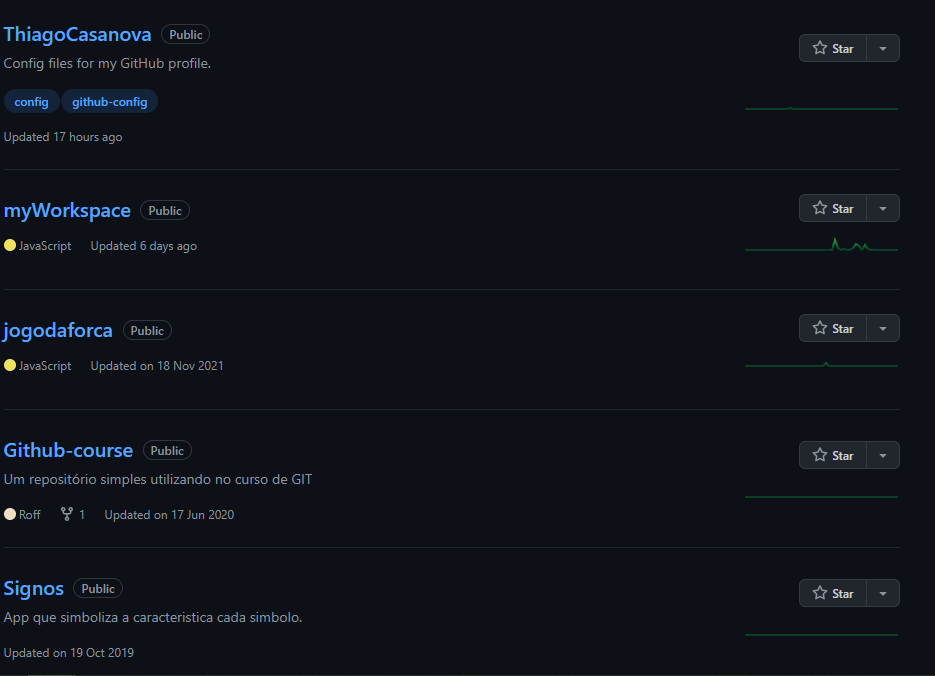 ThiagoCasanova Public
Star
Config files for my GitHub profile.
config github-config
Updated 17 hours ago
myWorkspace Public
Star
JavaScript Updated 6 days ago
jogodaforca Public
Star
JavaScript Updated on 18 Nov 2021
Github-course Public
Star
Um repositório simples utilizando no curso de GIT
Roff 1 Updated on 17 Jun 2020
Signos Public
Star
App que simboliza a caracteristica cada simbolo.
Updated on 19 Oct 2019